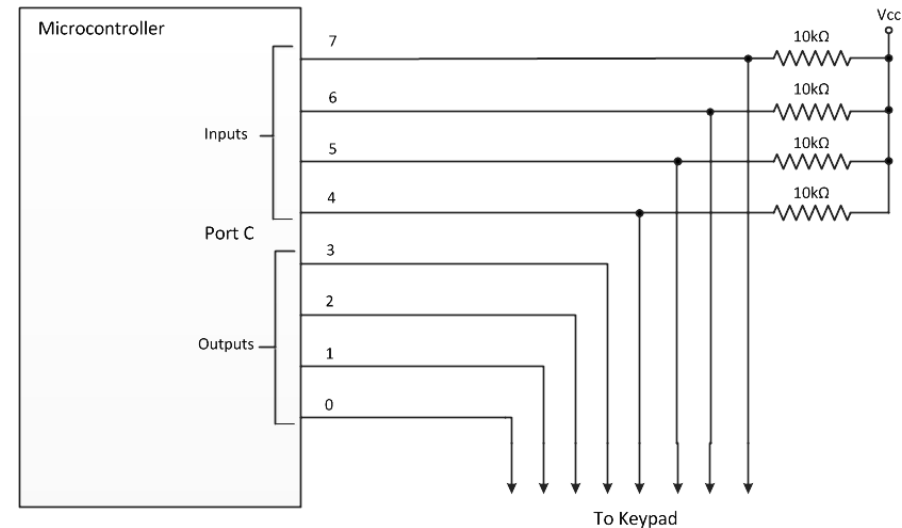 Microcontroller
Vcc
7
10kΩ
6
10kΩ
Inputs
5
10kΩ
4
10kΩ
Port C
3
2
Outputs
1
0
To Keypad